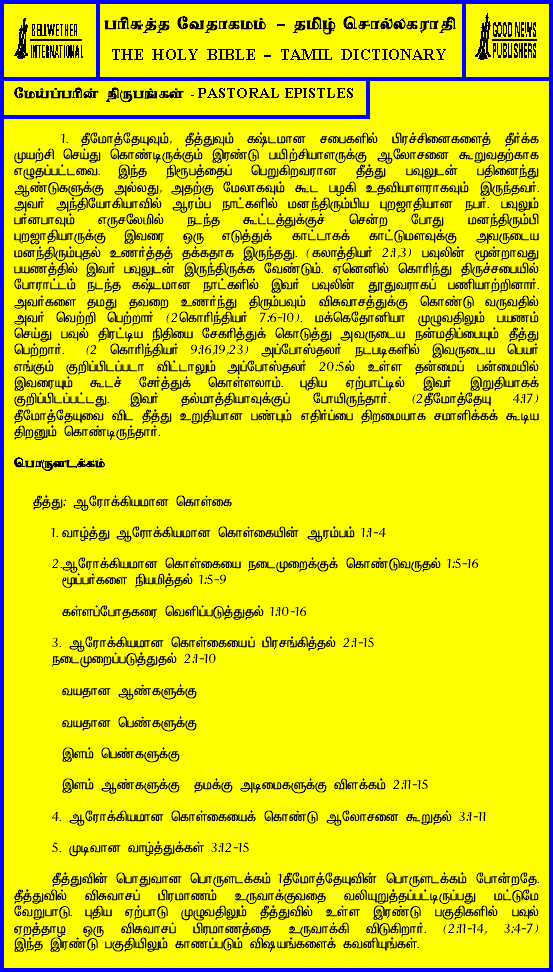 BELLWETHER
INTERNATIONAL
பரிசுத்த வேதாகமம் – தமிழ் சொல்லகராதி
THE HOLY BIBLE – TAMIL DICTIONARY
GOOD NEWS
PUBLISHERS
மேய்ப்பரின் நிருபங்கள் - PASTORAL EPISTLES
1. தீமோத்தேயுவும், தீத்துவும் கஷ்டமான சபைகளில் பிரச்சினைகளைத் தீர்க்க
முயற்சி செய்து கொண்டிருக்கும் இரண்டு பயிற்சியாளருக்கு ஆலோசனை கூறுவதற்காக
எழுதப்பட்டவை. இந்த நிரூபத்தைப் பெறுகிறவரான தீத்து பவுலுடன் பதினைந்து
ஆண்டுகளுக்கு அல்லது, அதற்கு மேலாகவும் கூட பழகி உதவியாளராகவும் இருந்தவர்.
அவர் அந்தியோகியாவில் ஆரம்ப நாட்களில் மனந்திரும்பிய புறஜாதியான நபர். பவுலும்
பர்னபாவும் எருசலேமில் நடந்த கூட்டத்துக்குச் சென்ற போது மனந்திரும்பி
புறஜாதியாருக்கு இவரை ஒரு எடுத்துக் காட்டாகக் காட்டுமளவுக்கு அவருடைய
மனந்திரும்புதல் உணர்த்தத் தக்கதாக இருந்தது. (கலாத்தியர் 2:1,3) பவுலின் மூன்றாவது
பயணத்தில் இவர் பவுலுடன் இருந்திருக்க வேண்டும். ஏனெனில் கொரிந்து திருச்சபையில்
போராட்டம் நடந்த கஷ்டமான நாட்களில் இவர் பவுலின் தூதுவராகப் பணியாற்றினார்.
அவர்களை தமது தவறை உணர்ந்து திரும்பவும் விசுவாசத்துக்கு கொண்டு வருவதில்
அவர் வெற்றி பெற்றார் (2கொரிந்தியர் 7:6-10). மக்கெதோனியா முழுவதிலும் பயணம்
செய்து பவுல் திரட்டிய நிதியை சேகரித்துக் கொடுத்து அவருடைய நன்மதிப்பையும் தீத்து
பெற்றார். (2 கொரிந்தியர் 9:16,19,23) அப்போஸ்தலர் நடபடிகளில் இவருடைய பெயர்
எங்கும் குறிப்பிடப்படா விட்டாலும் அப்போஸ்தலர் 20:5ல் உள்ள தன்மைப் பன்மையில்
இவரையும் கூடச் சேர்த்துக் கொள்ளலாம். புதிய ஏற்பாட்டில் இவர் இறுதியாகக்
குறிப்பிடப்பட்டது. இவர் தல்மாத்தியாவுக்குப் போயிருந்தார். (2தீமோத்தேயு 4:17)
தீமோத்தேயுவை விட தீத்து உறுதியான பண்பும் எதிர்ப்பை திறமையாக சமாளிக்கக் கூடிய
திறனும் கொண்டிருந்தார்.
பொருளடக்கம்
தீத்து: ஆரோக்கியமான கொள்கை
1. வாழ்த்து ஆரோக்கியமான கொள்கையின் ஆரம்பம் 1:1-4
2.ஆரோக்கியமான கொள்கையை நடைமுறைக்குக் கொண்டுவருதல் 1:5-16
மூப்பர்களை நியமித்தல் 1:5-9
கள்ளப்போதகரை வெளிப்படுத்துதல் 1:10-16
3. ஆரோக்கியமான கொள்கையைப் பிரசங்கித்தல் 2:1-15
நடைமுறைப்படுத்துதல் 2:1-10
வயதான ஆண்களுக்கு
வயதான பெண்களுக்கு
இளம் பெண்களுக்கு
இளம் ஆண்களுக்கு தமக்கு அடிமைகளுக்கு விளக்கம் 2:11-15
4. ஆரோக்கியமான கொள்கையைக் கொண்டு ஆலோசனை கூறுதல் 3:1-11
5. முடிவான வாழ்த்துக்கள் 3:12-15
தீத்துவின் பொதுவான பொருளடக்கம் 1தீமோத்தேயுவின் பொருளடக்கம் போன்றதே.
தீத்துவில் விசுவாசப் பிரமாணம் உருவாக்குவதை வலியுறுத்தப்பட்டிருப்பது மட்டுமே
வேறுபாடு. புதிய ஏற்பாடு முழுவதிலும் தீத்துவில் உள்ள இரண்டு பகுதிகளில் பவுல்
ஏறத்தாழ ஒரு விசுவாசப் பிரமாணத்தை உருவாக்கி விடுகிறார். (2:11-14, 3:4-7)
இந்த இரண்டு பகுதியிலும் காணப்படும் விஷயங்களைக் கவனியுங்கள்.